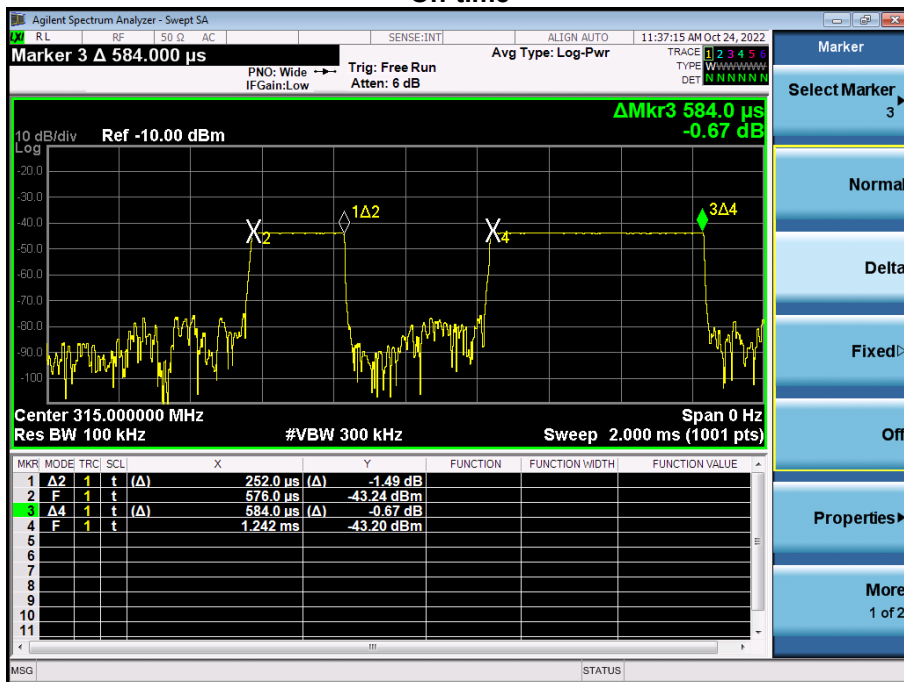 On time
Agilent Spectrum Analyzer - Swept SA
LXI RL RF 50 Ω AC SENSE:INT ALIGN AUTO 11:37:15 AM Oct 24, 2022
Marker 3 Δ 584.000 µs
PNO: Wide
IFGain:Low
Trig: Free Run
Atten: 6 dB
Avg Type: Log-Pwr
TRACE 1 2 3 4 5 6
TYPE WWWWWW
DET N N N N N N
ΔMkr3 584.0 µs
-0.67 dB
10 dB/div Ref -10.00 dBm
Log
-20.0
-30.0
-40.0
-50.0
-60.0
-70.0
-80.0
-90.0
-100
X2
1Δ2
X4
3Δ4
Center 315.000000 MHz Span 0 Hz
Res BW 100 kHz #VBW 300 kHz Sweep 2.000 ms (1001 pts)
MKR MODE TRC SCL X Y FUNCTION FUNCTION WIDTH FUNCTION VALUE
1 Δ2 1 t (Δ) 252.0 µs (Δ) -1.49 dB
2 F 1 t 576.0 µs -43.24 dBm
3 Δ4 1 t (Δ) 584.0 µs (Δ) -0.67 dB
4 F 1 t 1.242 ms -43.20 dBm
5
6
7
8
9
10
11
MSG STATUS
Marker
Select Marker
3
Normal
Delta
Fixed
Off
Properties
More
1 of 2